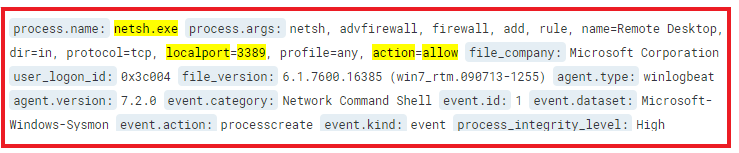 process.name: netsh.exe process.args: netsh, advfirewall, firewall, add, rule, name=Remote Desktop,
dir=in, protocol=tcp, localport=3389, profile=any, action=allow file_company: Microsoft Corporation
user_logon_id: 0x3c004 file_version: 6.1.7600.16385 (win7_rtm.090713-1255) agent.type: winlogbeat
agent.version: 7.2.0 event.category: Network Command Shell event.id: 1 event.dataset: Microsoft-
Windows-Sysmon event.action: processcreate event.kind: event process_integrity_level: High